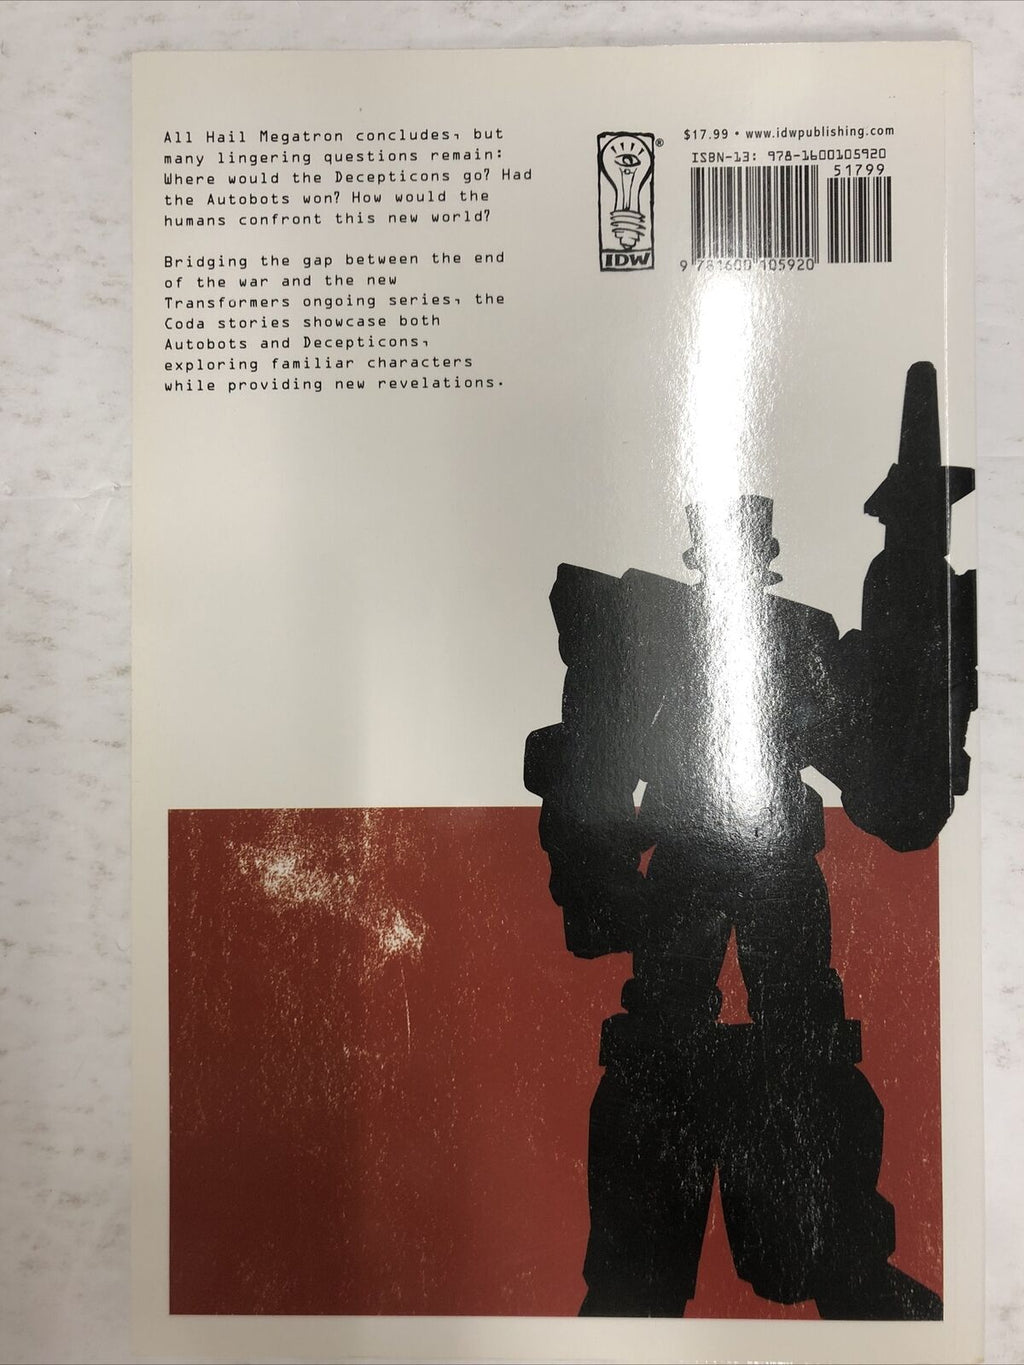 All Hail Megatron concludes, but
many lingering questions remain:
Where would the Decepticons go? Had
the Autobots won? How would the
humans confront this new world?
Bridging the gap between the end
of the war and the new
Transformers ongoing series, the
Coda stories showcase both
Autobots and Decepticons,
exploring familiar characters
while providing new revelations.
IDW
®
$17.99 • www.idwpublishing.com
ISBN-13: 978-1600105920
51799
9 781600 105920